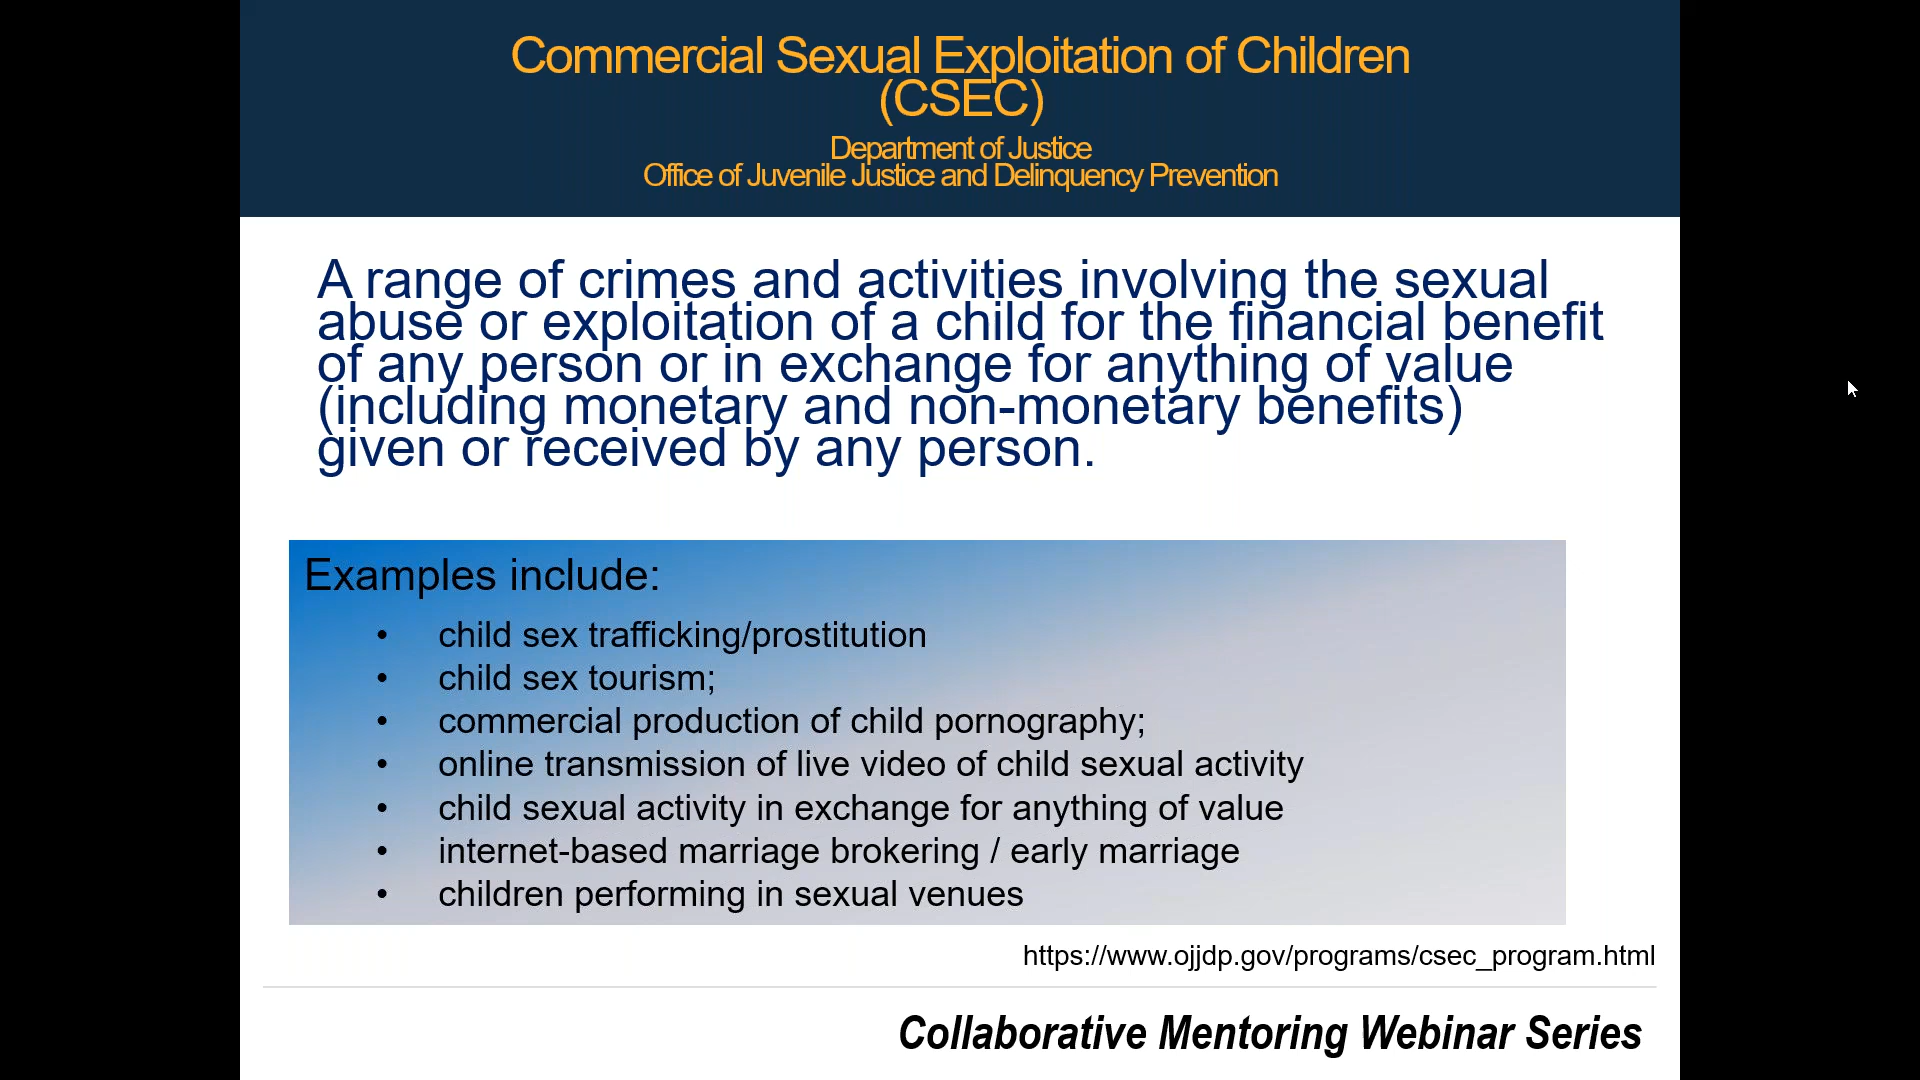 Commercial Sexual Exploitation of Children
(CSEC)
Department of Justice
Office of Juvenile Justice and Delinquency Prevention
A range of crimes and activities involving the sexual
abuse or exploitation of a child for the financial benefit
of any person or in exchange for anything of value
(including monetary and non-monetary benefits)
given or received by any person.
Examples include:
• child sex trafficking/prostitution
• child sex tourism;
• commercial production of child pornography;
• online transmission of live video of child sexual activity
• child sexual activity in exchange for anything of value
• internet-based marriage brokering / early marriage
• children performing in sexual venues
https://www.ojjdp.gov/programs/csec_program.html
Collaborative Mentoring Webinar Series